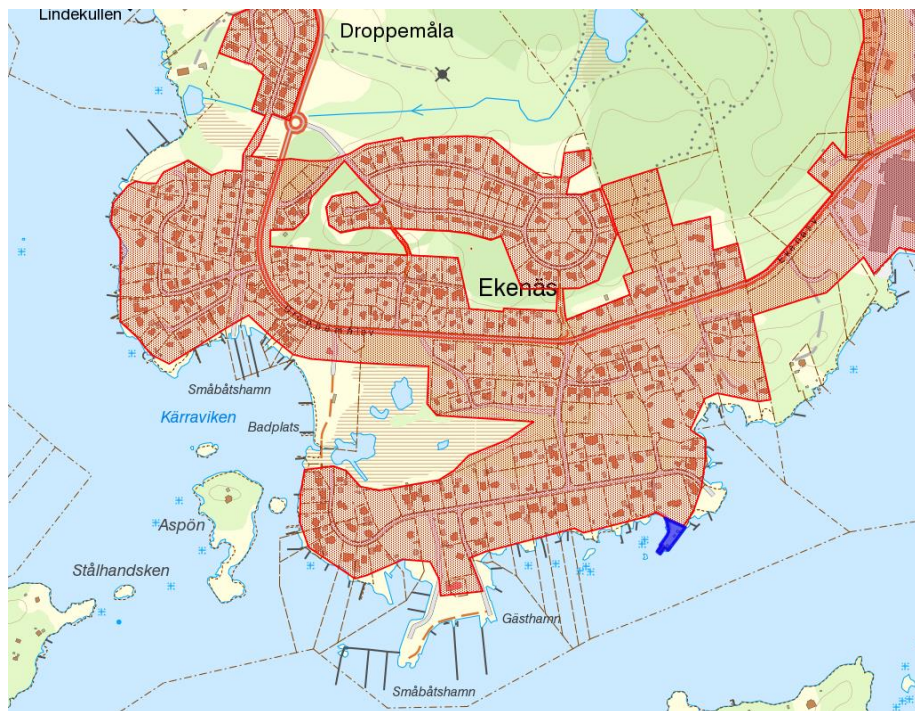 Lindekullen
Droppemåla
Ekenäs
Småbåtshamn
Kärraviken
Badplats
Aspön
Stålhandsken
Gästhamn
Småbåtshamn